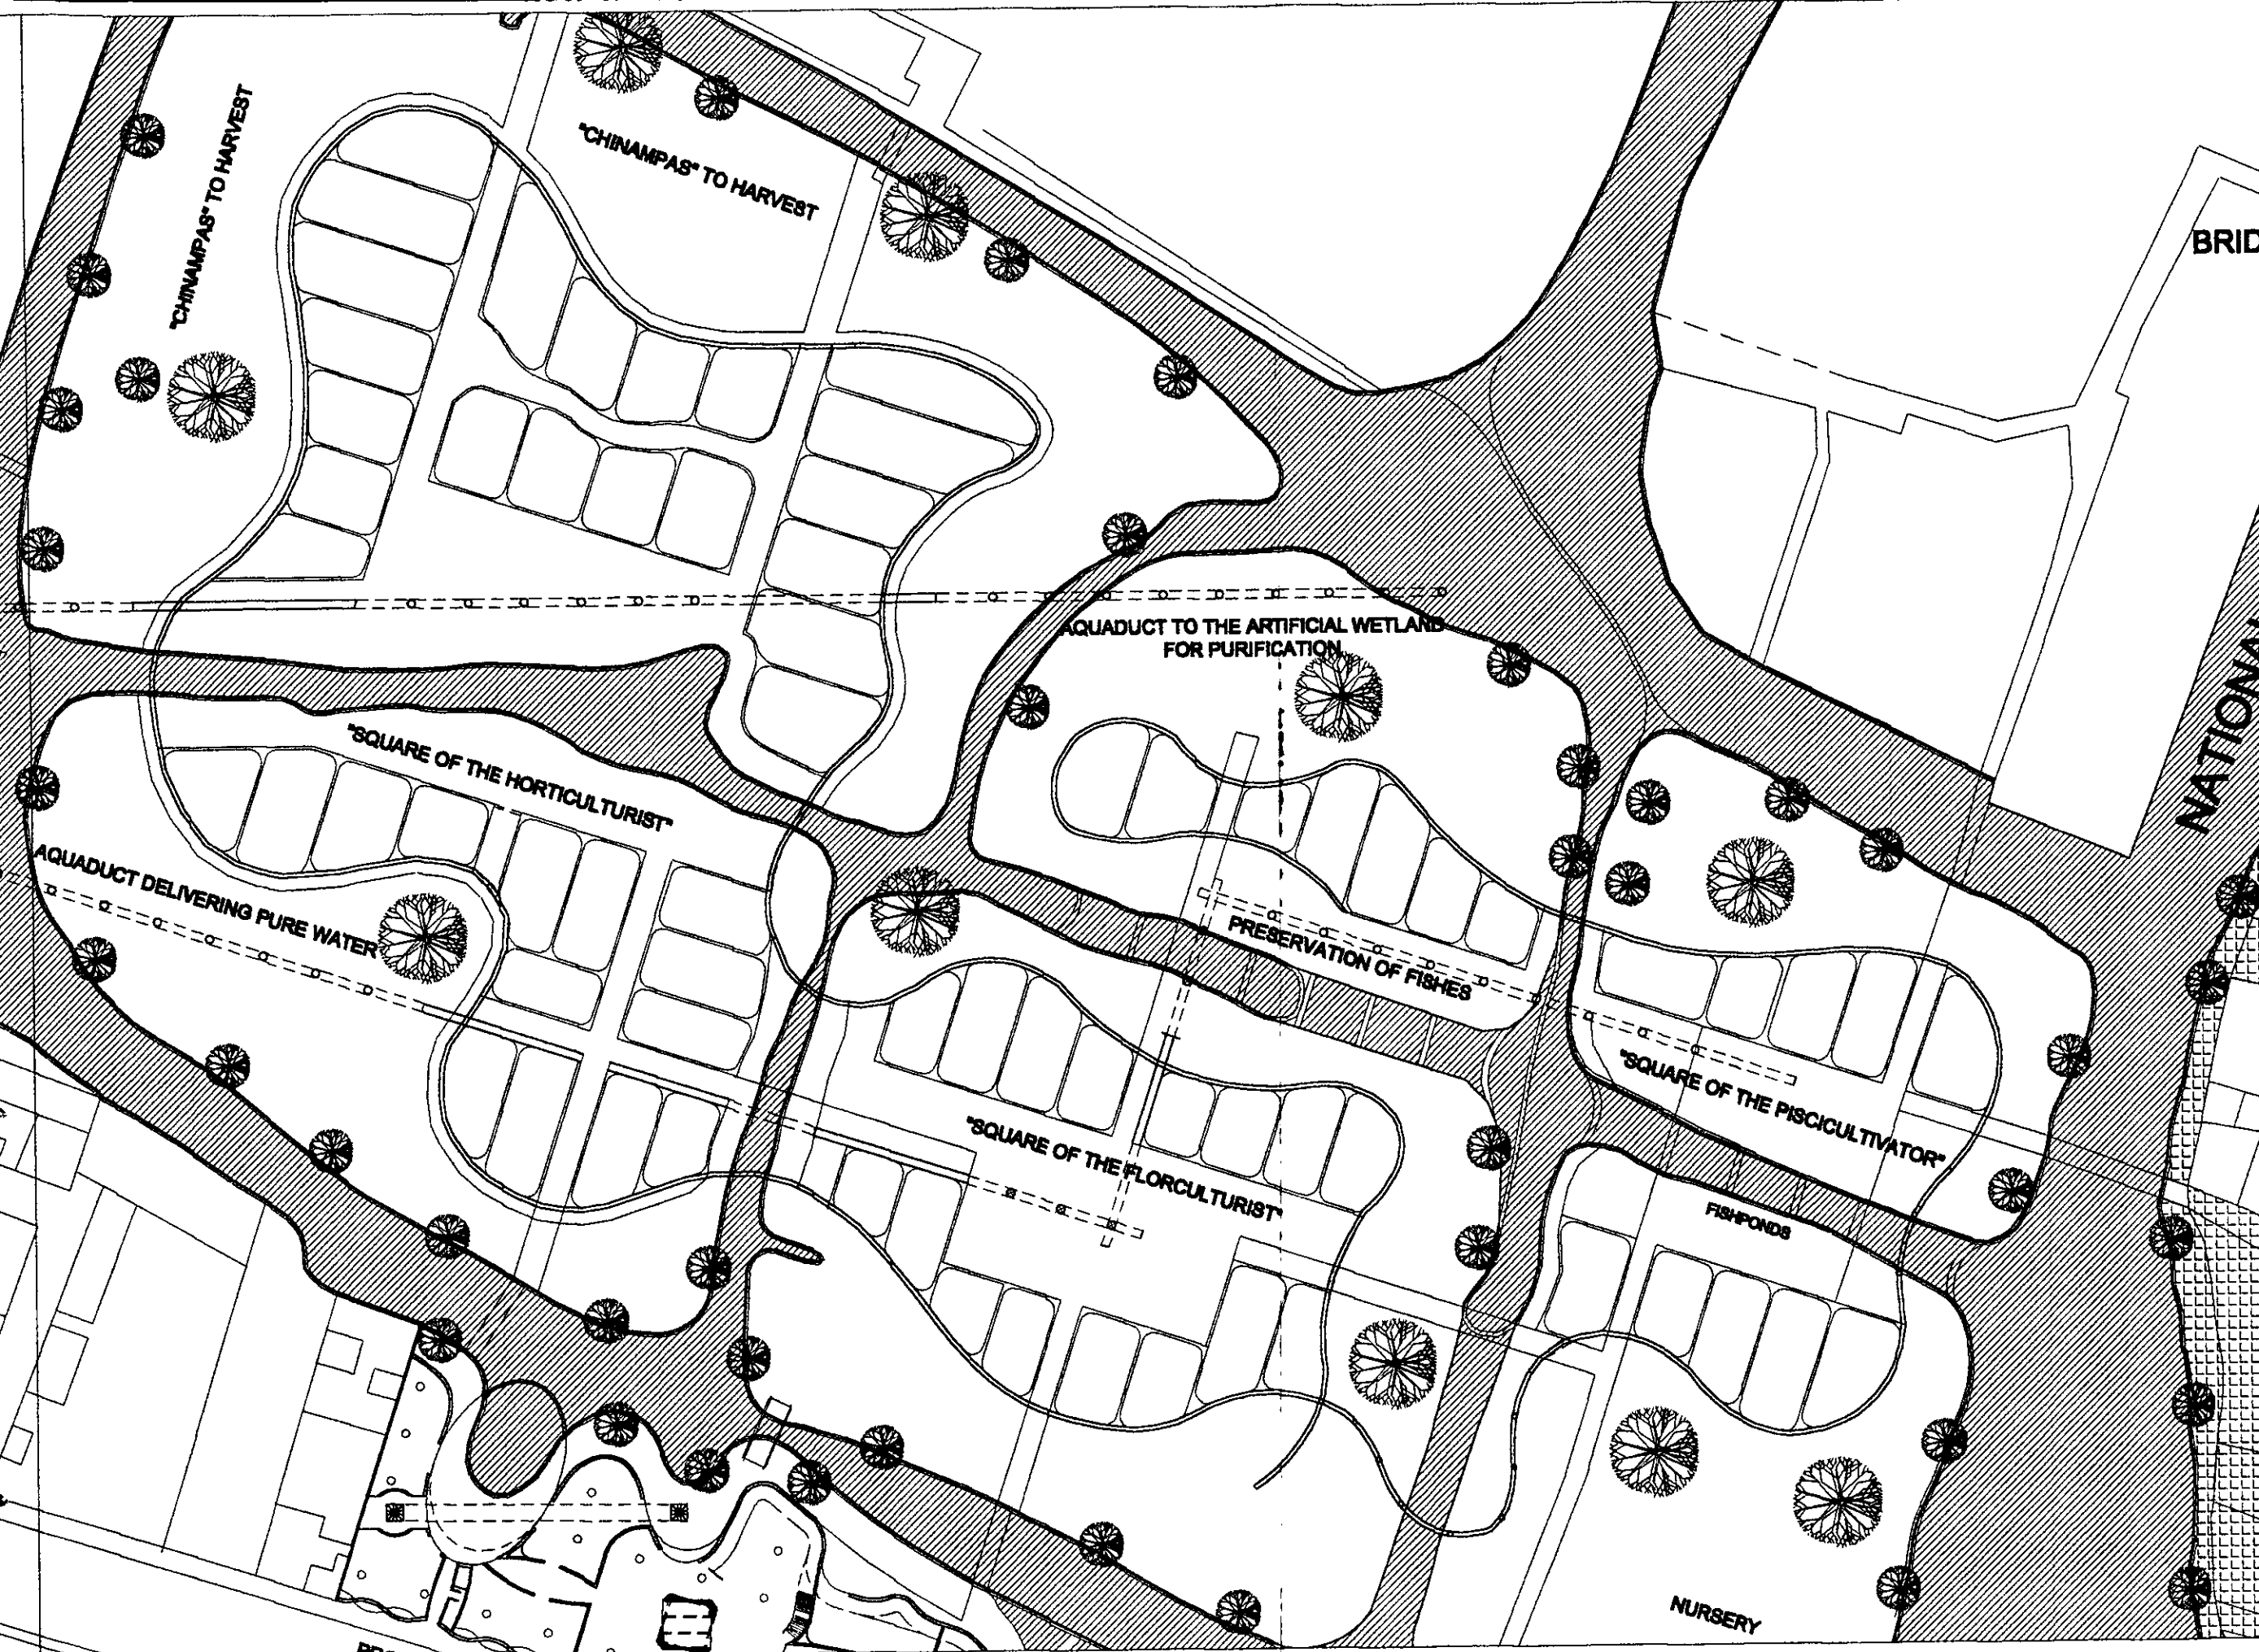 "CHINAMPAS" TO HARVEST
"CHINAMPAS" TO HARVEST
BRID
NATIONAL
AQUADUCT TO THE ARTIFICIAL WETLAND
FOR PURIFICATION
"SQUARE OF THE HORTICULTURIST"
AQUADUCT DELIVERING PURE WATER
PRESERVATION OF FISHES
"SQUARE OF THE PISCICULTIVATOR"
"SQUARE OF THE FLORCULTURIST"
FISHPONDS
NURSERY